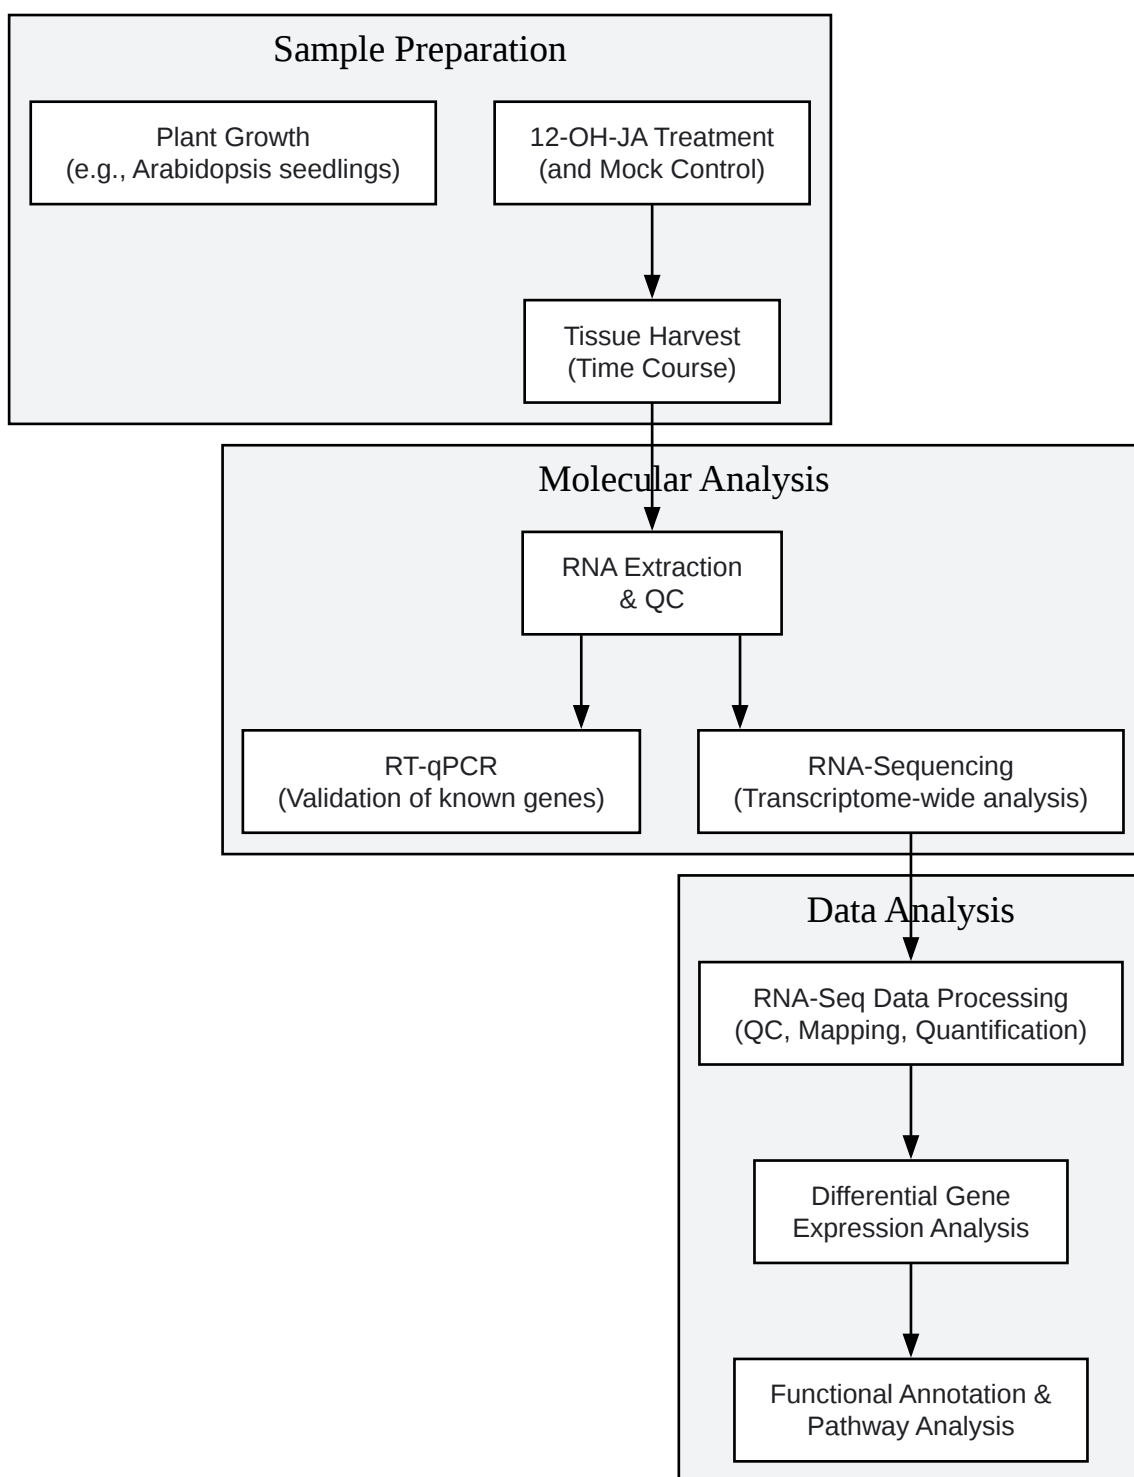 Sample Preparation
Plant Growth
(e.g., Arabidopsis seedlings)
12-OH-JA Treatment
(and Mock Control)
Tissue Harvest
(Time Course)
Molecular Analysis
RNA Extraction
& QC
RT-qPCR
(Validation of known genes)
RNA-Sequencing
(Transcriptome-wide analysis)
Data Analysis
RNA-Seq Data Processing
(QC, Mapping, Quantification)
Differential Gene
Expression Analysis
Functional Annotation &
Pathway Analysis